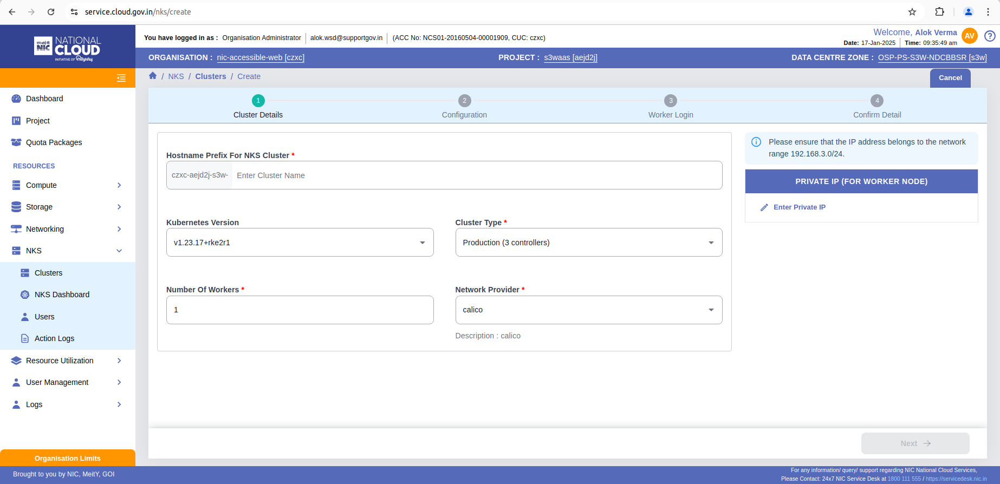 service.cloud.gov.in/nks/create
एन आई सी
NIC
NATIONAL
CLOUD
INITIATIVE OF MeghRaj
You have logged in as : Organisation Administrator alok.wsd@supportgov.in (ACC No: NCS01-20160504-00001909, CUC: czxc)
Welcome, Alok Verma
Date: 17-Jan-2025 Time: 09:35:49 am
AV
ORGANISATION : nic-accessible-web [czxc] PROJECT : s3waas [aejd2j] DATA CENTRE ZONE : OSP-PS-S3W-NDCBBSR [s3w]
/ NKS / Clusters / Create
Cancel
Dashboard
Project
Quota Packages
RESOURCES
Compute
Storage
Networking
NKS
Clusters
NKS Dashboard
Users
Action Logs
Resource Utilization
User Management
Logs
Organisation Limits
1 2 3 4
Cluster Details Configuration Worker Login Confirm Detail
Hostname Prefix For NKS Cluster *
czxc-aejd2j-s3w- Enter Cluster Name
Kubernetes Version Cluster Type *
v1.23.17+rke2r1 Production (3 controllers)
Number Of Workers * Network Provider *
1 calico
Description : calico
Please ensure that the IP address belongs to the network
range 192.168.3.0/24.
PRIVATE IP (FOR WORKER NODE)
Enter Private IP
Next
Brought to you by NIC, MeitY, GOI
For any information/ query/ support regarding NIC National Cloud Services,
Please Contact: 24x7 NIC Service Desk at 1800 111 555 / https://servicedesk.nic.in